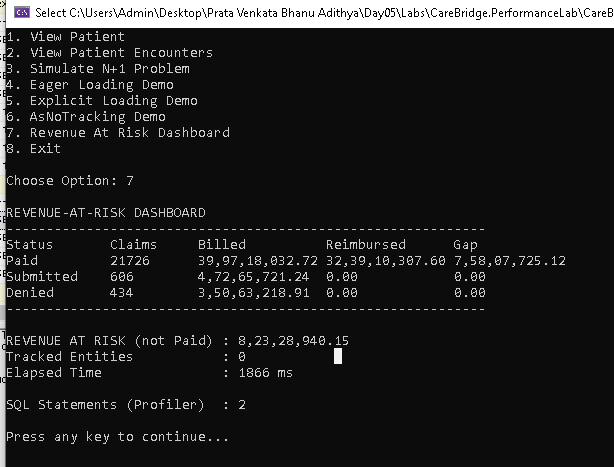 Select C:\Users\Admin\Desktop\Prata Venkata Bhanu Adithya\Day05\Labs\CareBridge.PerformanceLab\CareB
1. View Patient
2. View Patient Encounters
3. Simulate N+1 Problem
4. Eager Loading Demo
5. Explicit Loading Demo
6. AsNoTracking Demo
7. Revenue At Risk Dashboard
8. Exit
Choose Option: 7
REVENUE-AT-RISK DASHBOARD
------------------------------------------------------------
Status Claims Billed Reimbursed Gap
Paid 21726 39,97,18,032.72 32,39,10,307.60 7,58,07,725.12
Submitted 606 4,72,65,721.24 0.00 0.00
Denied 434 3,50,63,218.91 0.00 0.00
------------------------------------------------------------
REVENUE AT RISK (not Paid) : 8,23,28,940.15
Tracked Entities : 0
Elapsed Time : 1866 ms
SQL Statements (Profiler) : 2
Press any key to continue...